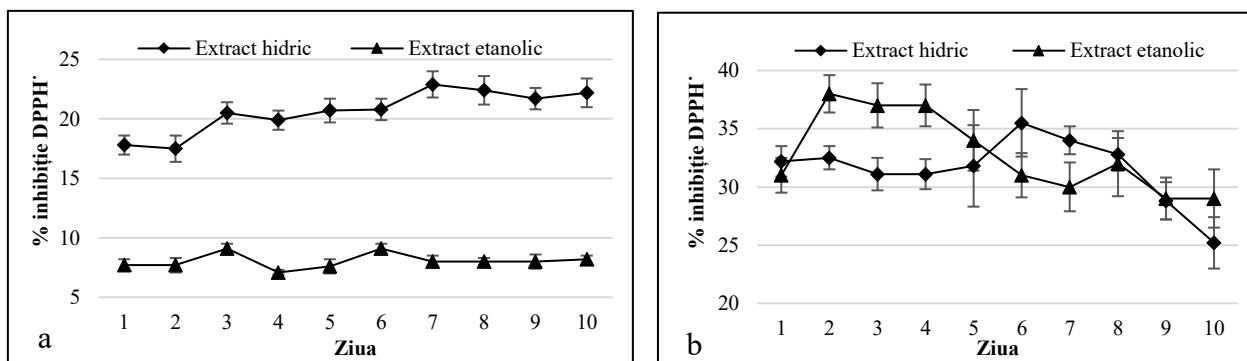 Extract hidric Extract etanolic
25
20
15
10
5
% inhibiție DPPH˙
1 2 3 4 5 6 7 8 9 10
Ziua
a
Extract hidric Extract etanolic
40
35
30
25
20
% inhibiție DPPH˙
1 2 3 4 5 6 7 8 9 10
Ziua
b